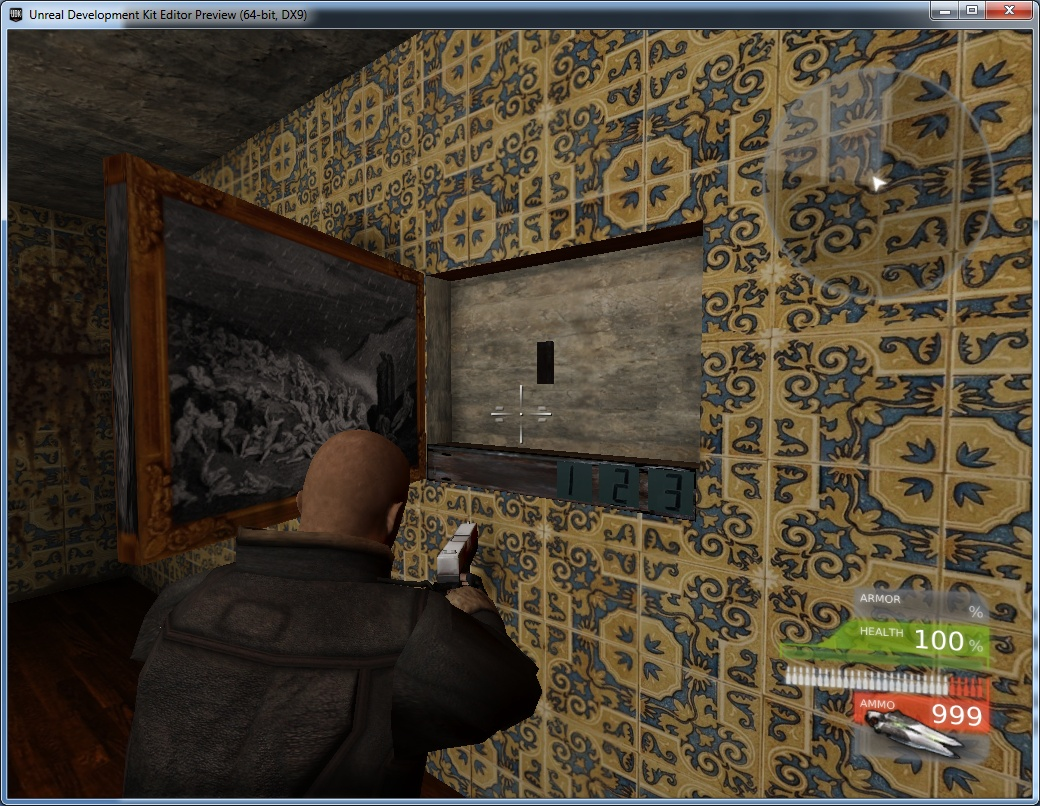 Unreal Development Kit Editor Preview (64-bit, DX9)
1 2 3
ARMOR
%
HEALTH 100 %
AMMO
999